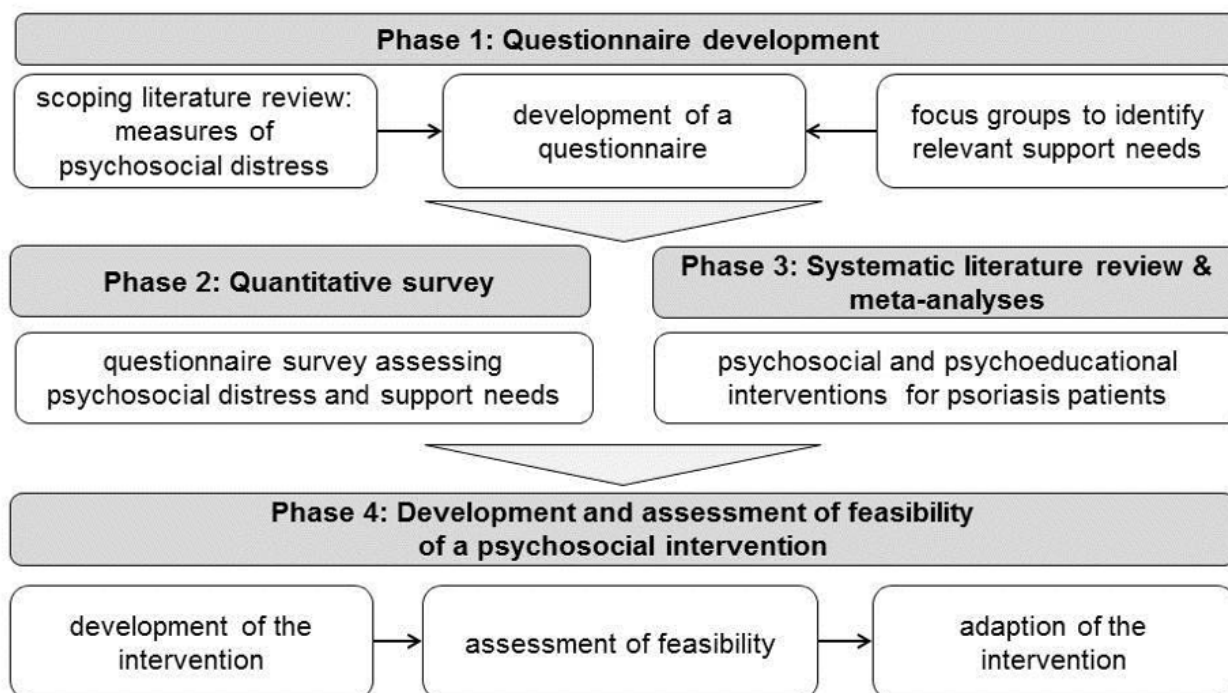 Phase 1: Questionnaire development
scoping literature review:
measures of
psychosocial distress
development of a
questionnaire
focus groups to identify
relevant support needs
Phase 2: Quantitative survey
Phase 3: Systematic literature review &
meta-analyses
questionnaire survey assessing
psychosocial distress and support needs
psychosocial and psychoeducational
interventions for psoriasis patients
Phase 4: Development and assessment of feasibility
of a psychosocial intervention
development of the
intervention
assessment of feasibility
adaption of the
intervention